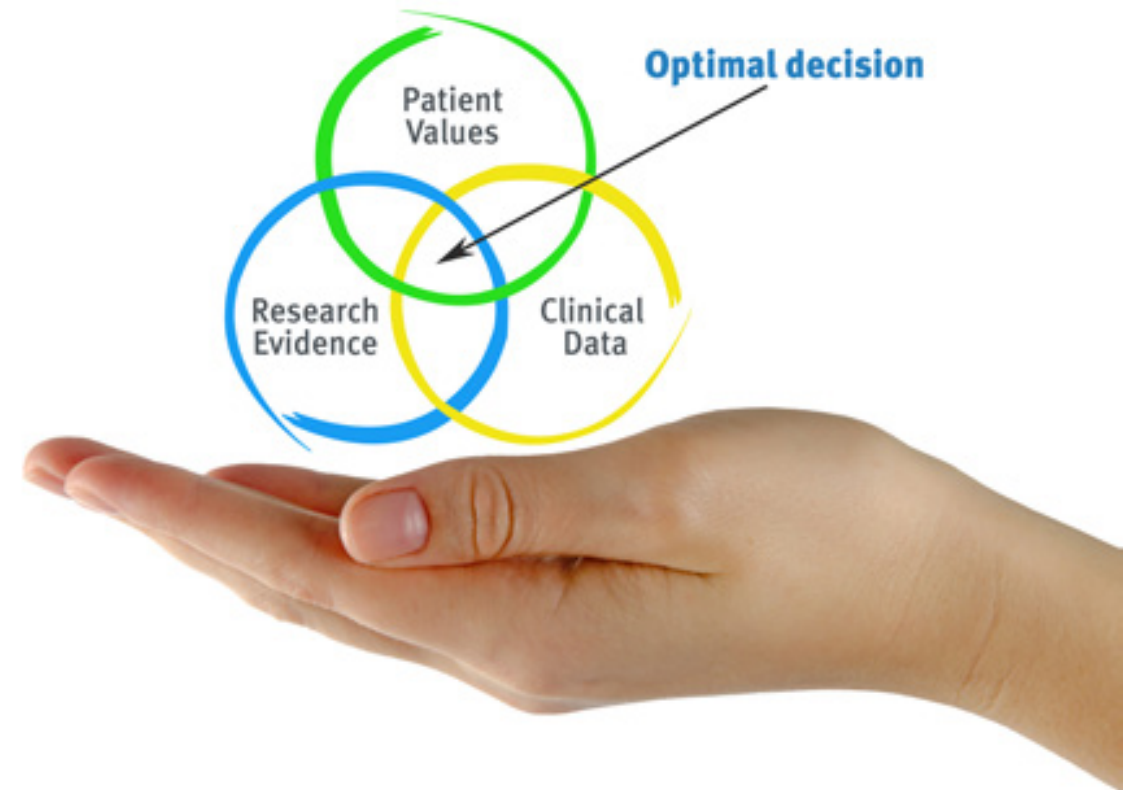 Optimal decision
Patient
Values
Research
Evidence
Clinical
Data